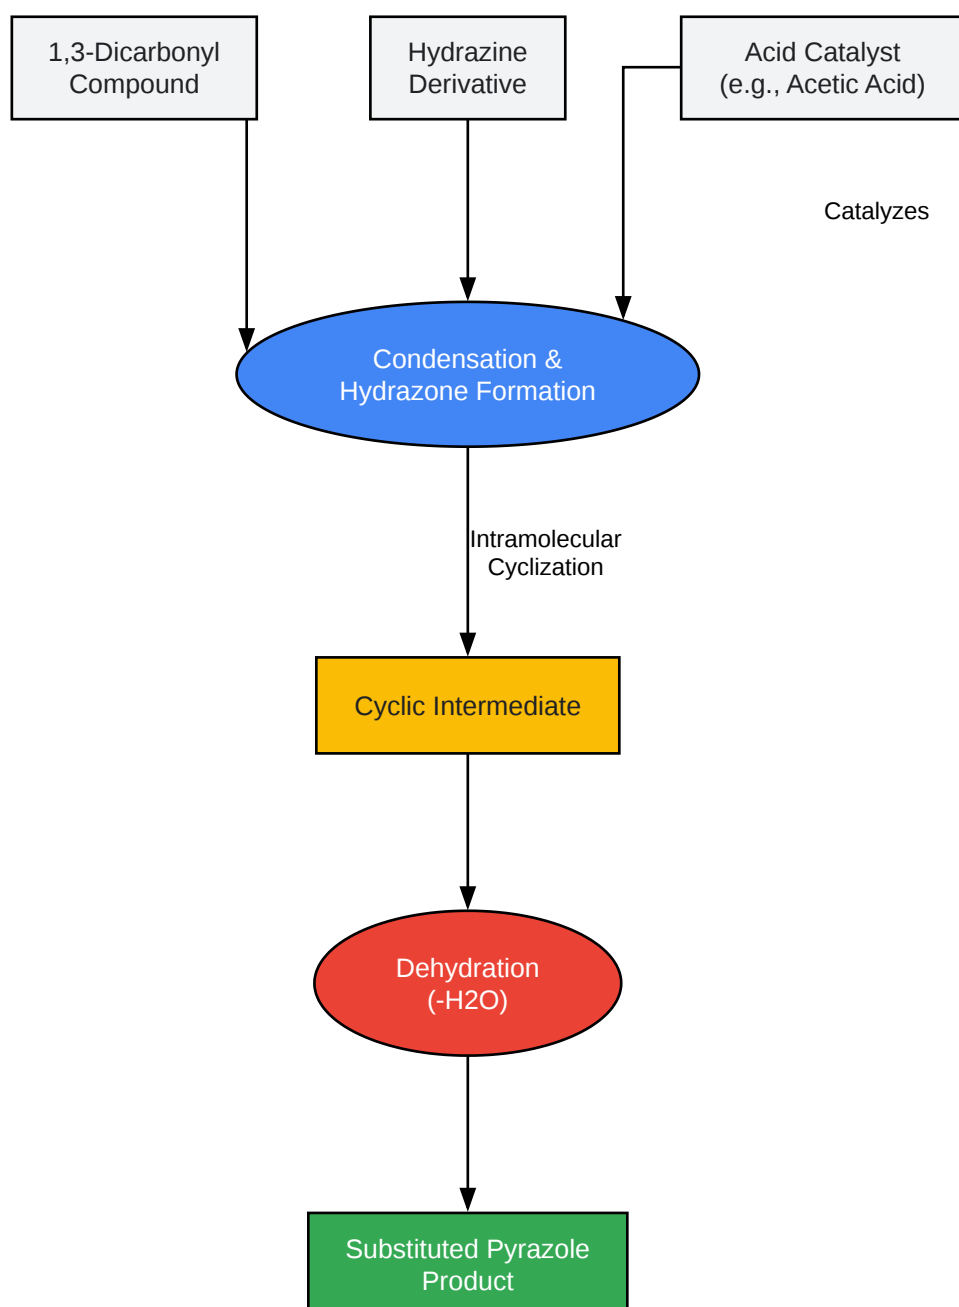 1,3-Dicarbonyl
Compound
Hydrazine
Derivative
Acid Catalyst
(e.g., Acetic Acid)
Catalyzes
Condensation &
Hydrazone Formation
Intramolecular
Cyclization
Cyclic Intermediate
Dehydration
(-H2O)
Substituted Pyrazole
Product